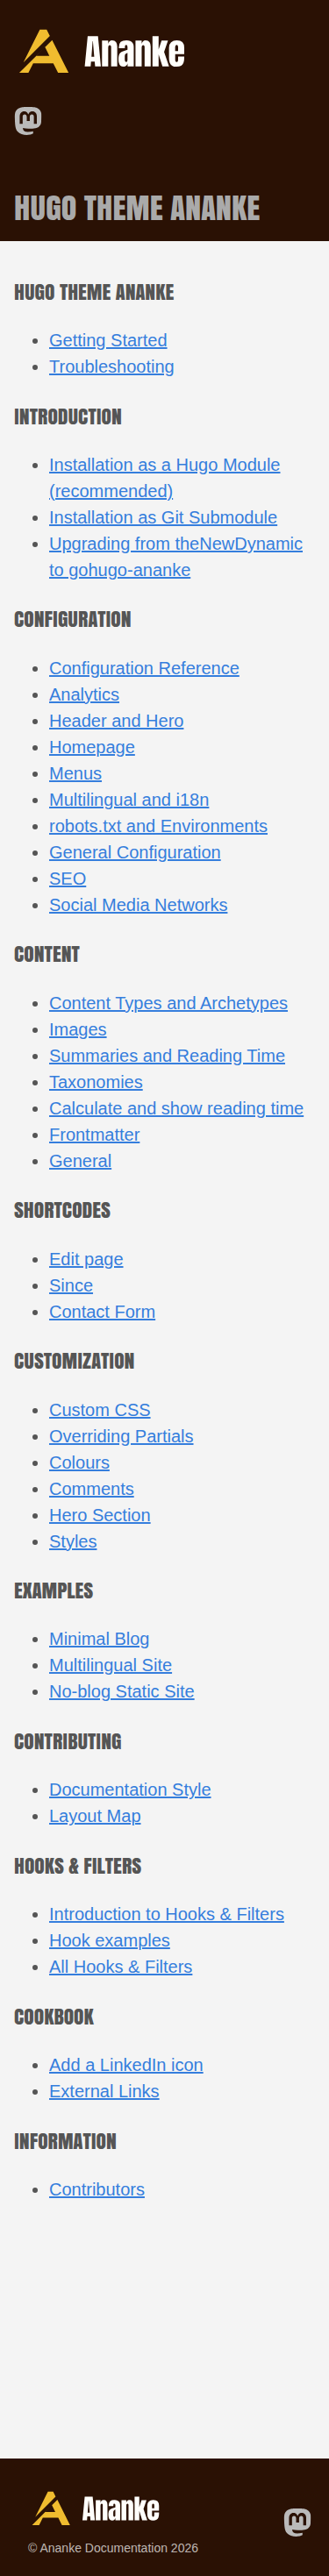 Ananke
HUGO THEME ANANKE
HUGO THEME ANANKE
Getting Started
Troubleshooting
INTRODUCTION
Installation as a Hugo Module
(recommended)
Installation as Git Submodule
Upgrading from theNewDynamic
to gohugo-ananke
CONFIGURATION
Configuration Reference
Analytics
Header and Hero
Homepage
Menus
Multilingual and i18n
robots.txt and Environments
General Configuration
SEO
Social Media Networks
CONTENT
Content Types and Archetypes
Images
Summaries and Reading Time
Taxonomies
Calculate and show reading time
Frontmatter
General
SHORTCODES
Edit page
Since
Contact Form
CUSTOMIZATION
Custom CSS
Overriding Partials
Colours
Comments
Hero Section
Styles
EXAMPLES
Minimal Blog
Multilingual Site
No-blog Static Site
CONTRIBUTING
Documentation Style
Layout Map
HOOKS & FILTERS
Introduction to Hooks & Filters
Hook examples
All Hooks & Filters
COOKBOOK
Add a LinkedIn icon
External Links
INFORMATION
Contributors
Ananke
© Ananke Documentation 2026